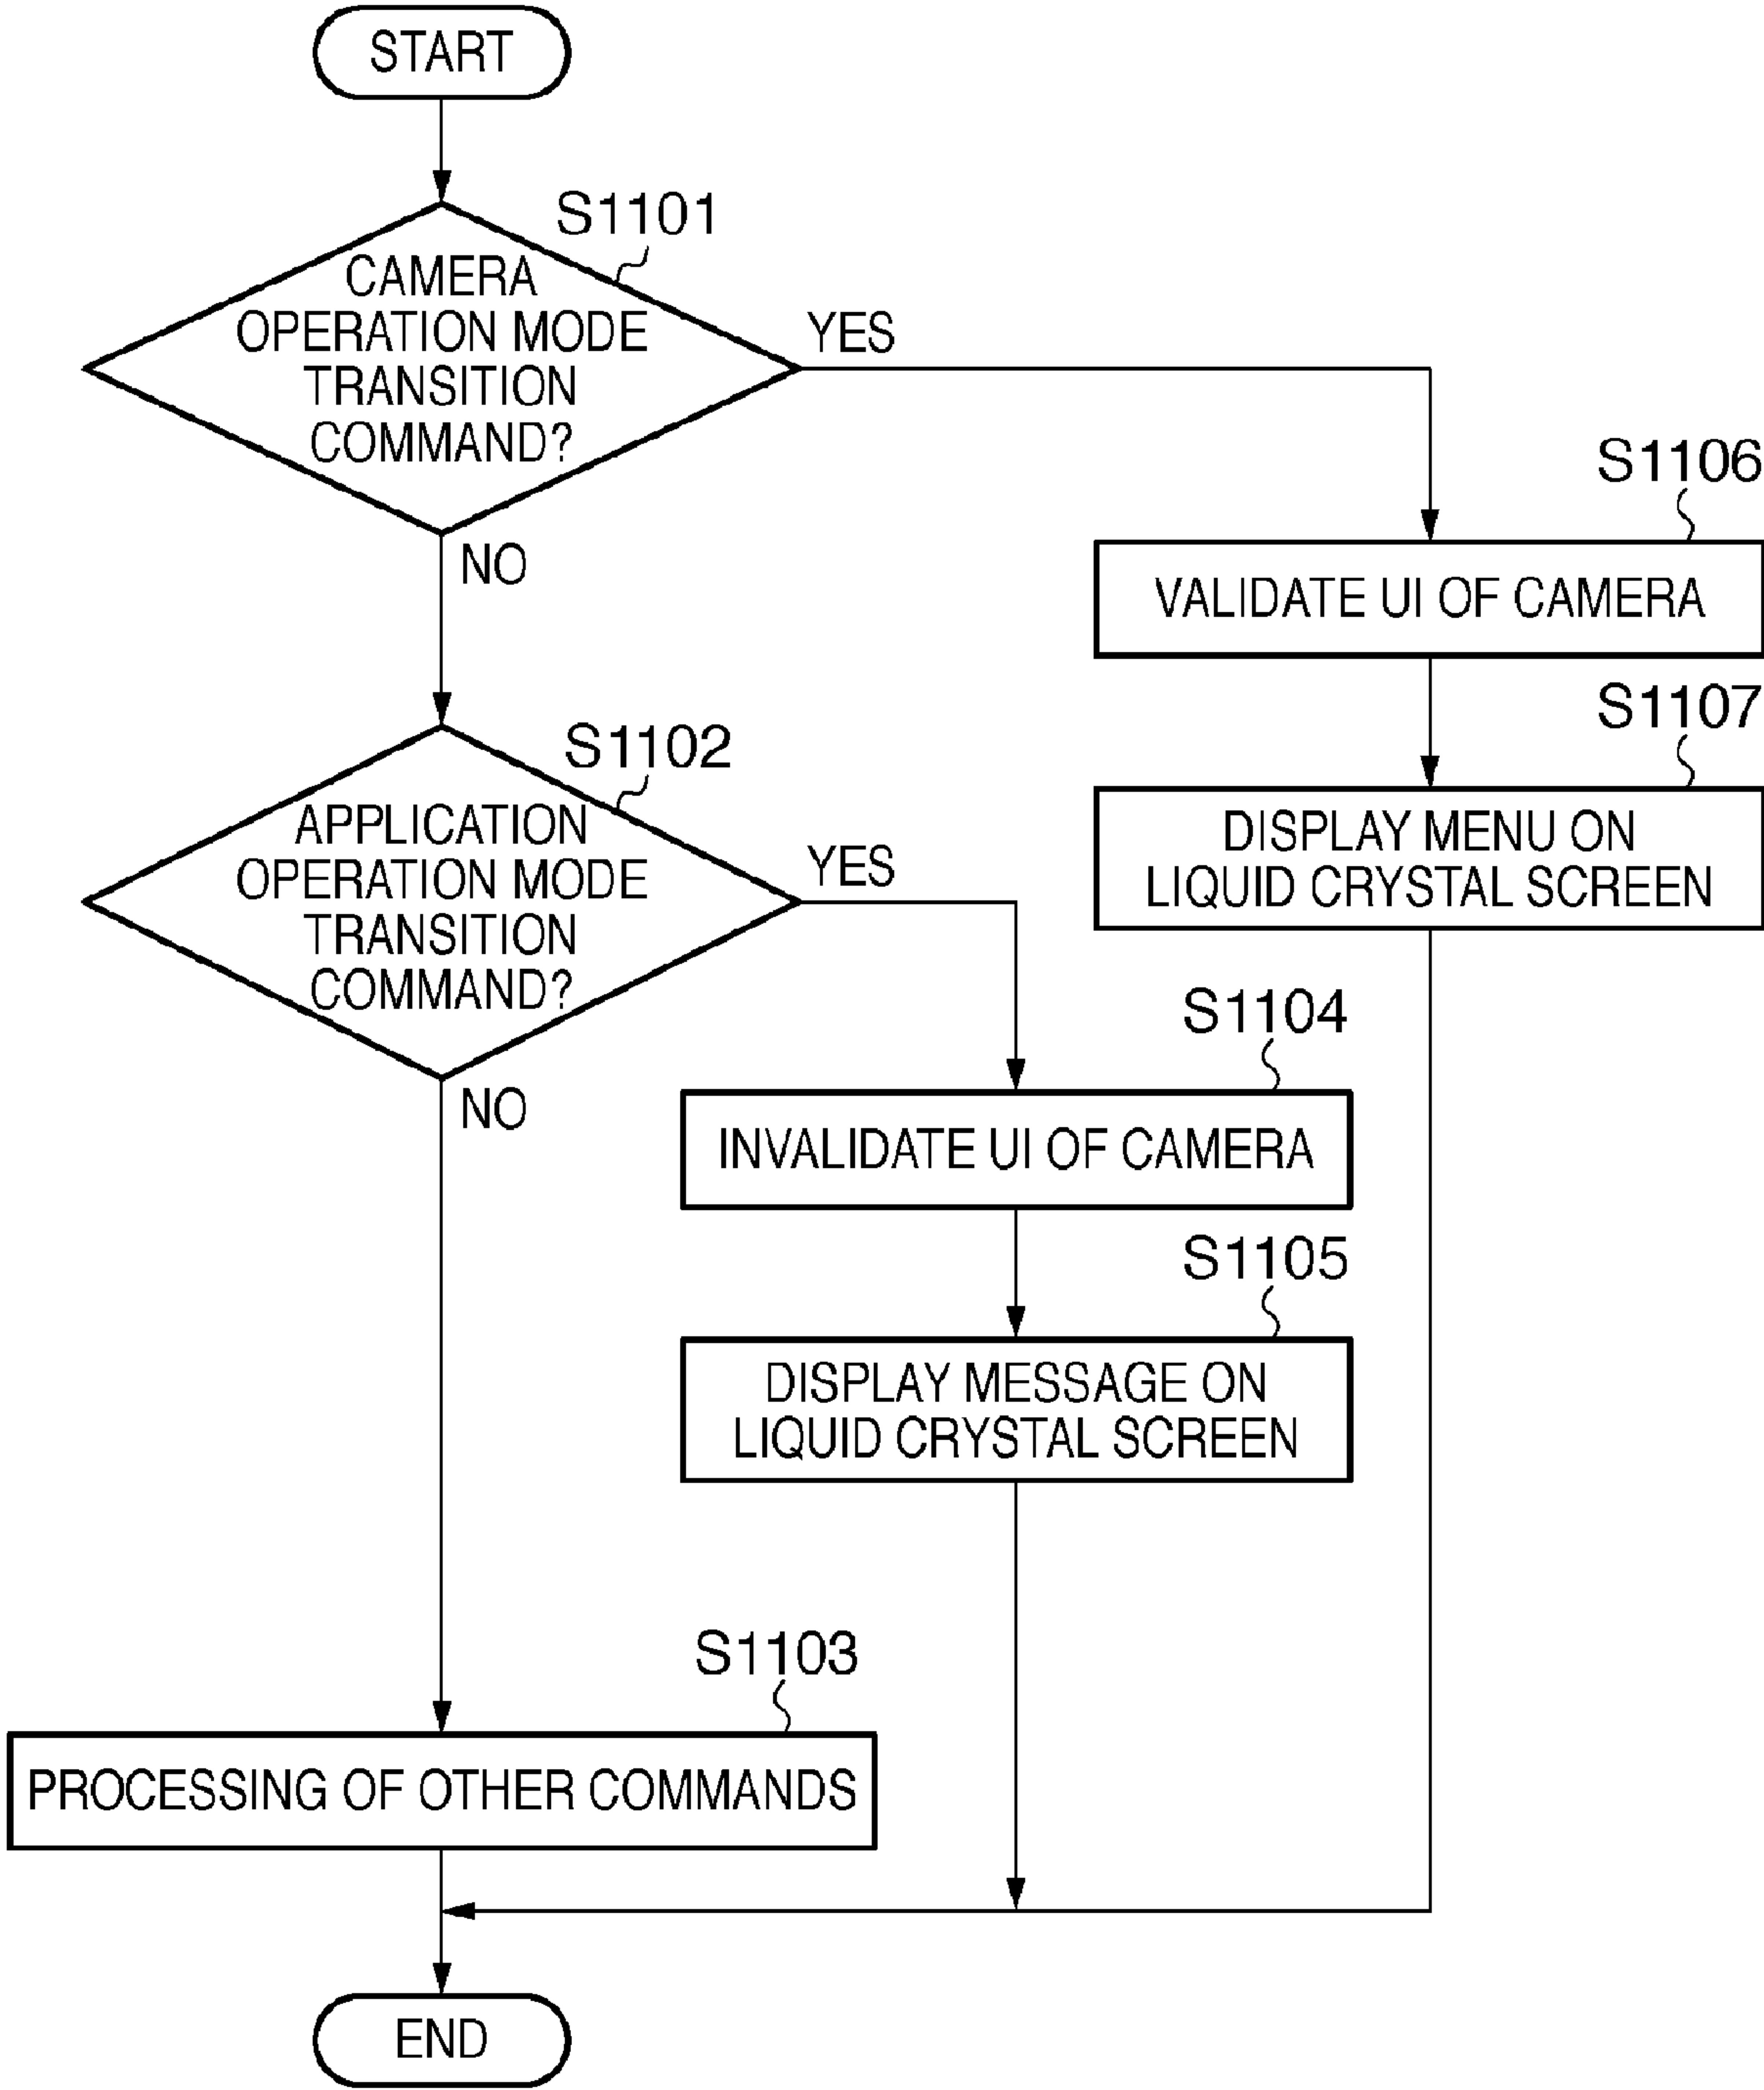 START
S1101
CAMERA
OPERATION MODE
TRANSITION
COMMAND?
YES
NO
S1106
VALIDATE UI OF CAMERA
S1107
DISPLAY MENU ON
LIQUID CRYSTAL SCREEN
S1102
APPLICATION
OPERATION MODE
TRANSITION
COMMAND?
YES
NO
S1104
INVALIDATE UI OF CAMERA
S1105
DISPLAY MESSAGE ON
LIQUID CRYSTAL SCREEN
S1103
PROCESSING OF OTHER COMMANDS
END